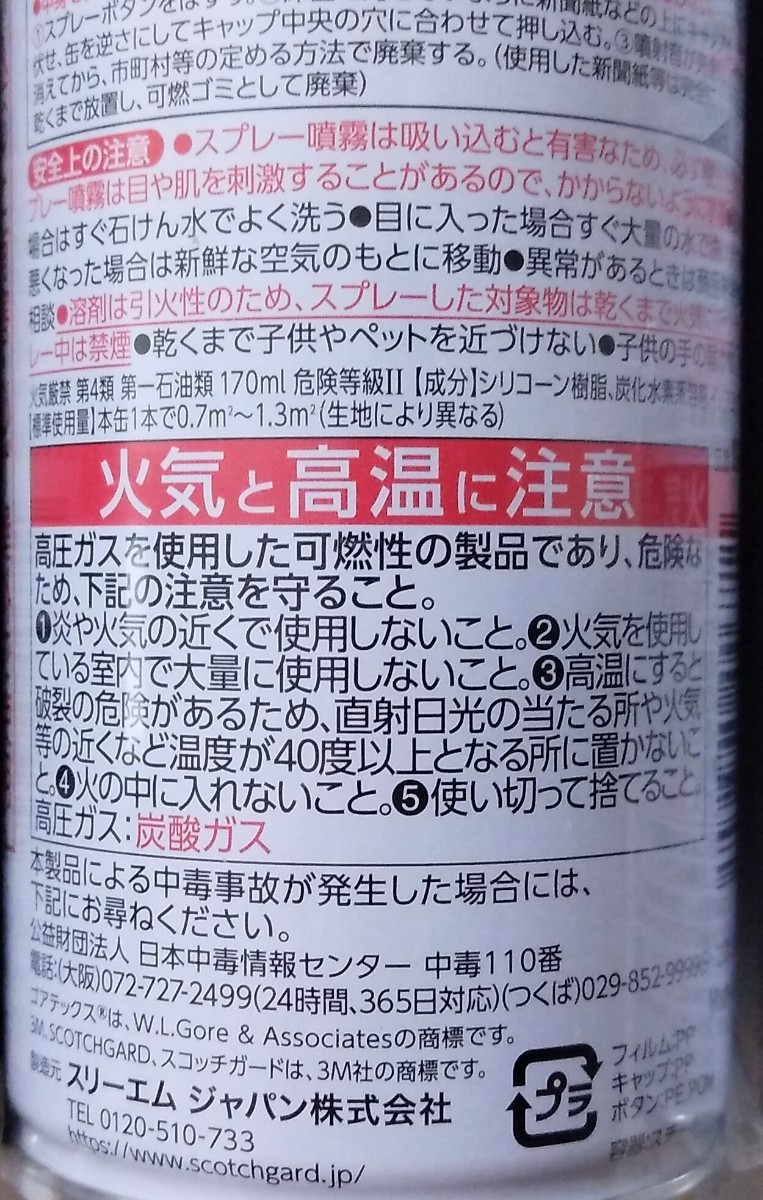 ①スプレーボタンをはずす。
伏せ、缶を逆さにしてキャップ中央の穴に合わせて押し込む。③噴射音が
消えてから、市町村等の定める方法で廃棄する。(使用した新聞紙等は完全に
乾くまで放置し、可燃ゴミとして廃棄)
安全上の注意 ●スプレー噴霧は吸い込むと有害なため、必ず
プレー噴霧は目や肌を刺激することがあるので、かからないように
場合はすぐ石けん水でよく洗う●目に入った場合すぐ大量の水で
悪くなった場合は新鮮な空気のもとに移動●異常があるときは
相談●溶剤は引火性のため、スプレーした対象物は乾くまで火気
レー中は禁煙●乾くまで子供やペットを近づけない●子供の手の
火気厳禁 第4類 第一石油類 170ml 危険等級II 【成分】シリコーン樹脂、炭化水素系溶剤
【標準使用量】本缶1本で0.7m²～1.3m²(生地により異なる)
火気と高温に注意
高圧ガスを使用した可燃性の製品であり、危険な
ため、下記の注意を守ること。
❶炎や火気の近くで使用しないこと。❷火気を使用し
ている室内で大量に使用しないこと。❸高温にすると
破裂の危険があるため、直射日光の当たる所や火気
等の近くなど温度が40度以上となる所に置かないこ
と。❹火の中に入れないこと。❺使い切って捨てること。
高圧ガス：炭酸ガス
本製品による中毒事故が発生した場合には、
下記にお尋ねください。
公益財団法人 日本中毒情報センター 中毒110番
電話：(大阪)072-727-2499(24時間、365日対応)(つくば)029-852-9999
ゴアテックス®は、W.L.Gore & Associatesの商標です。
3M、SCOTCHGARD、スコッチガードは、3M社の商標です。
製造元 スリーエム ジャパン株式会社
TEL 0120-510-733
https://www.scotchgard.jp/
プラ
フィルム:PP
キャップ:PP
ボタン:PE,POM
容器:スチール